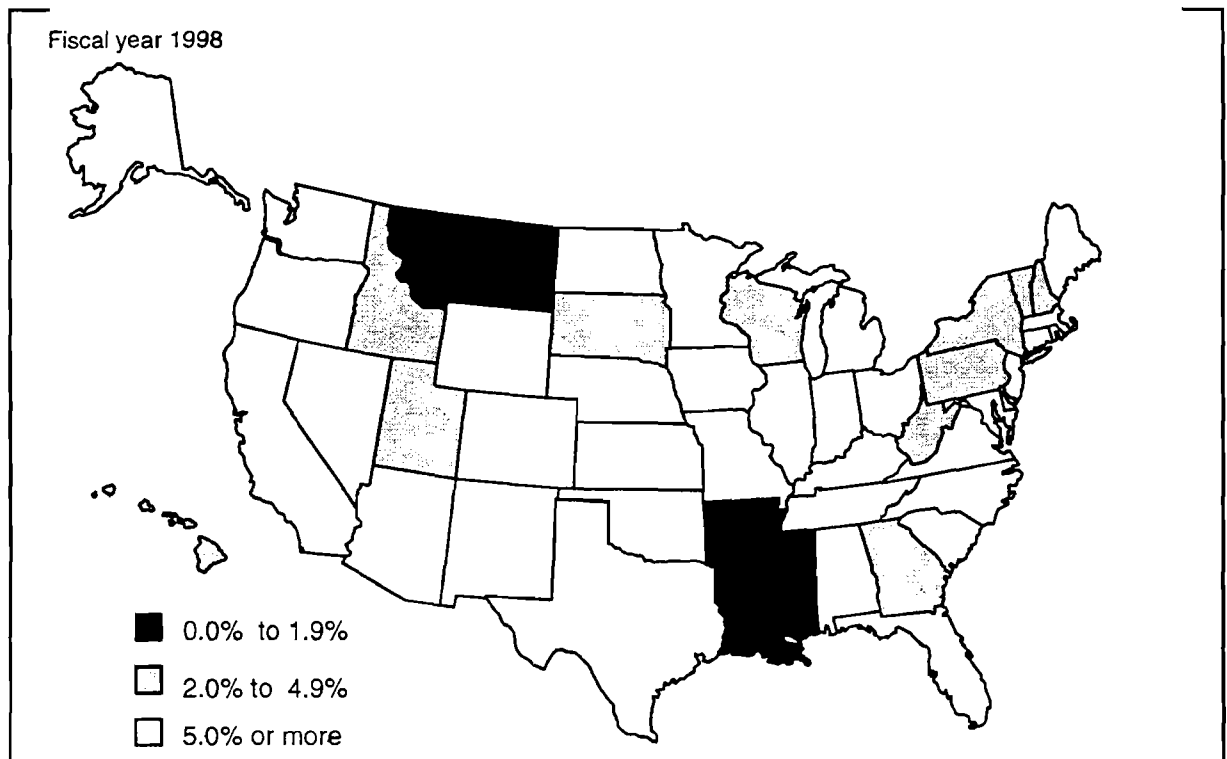 Fiscal year 1998
0.0% to 1.9%
2.0% to 4.9%
5.0% or more